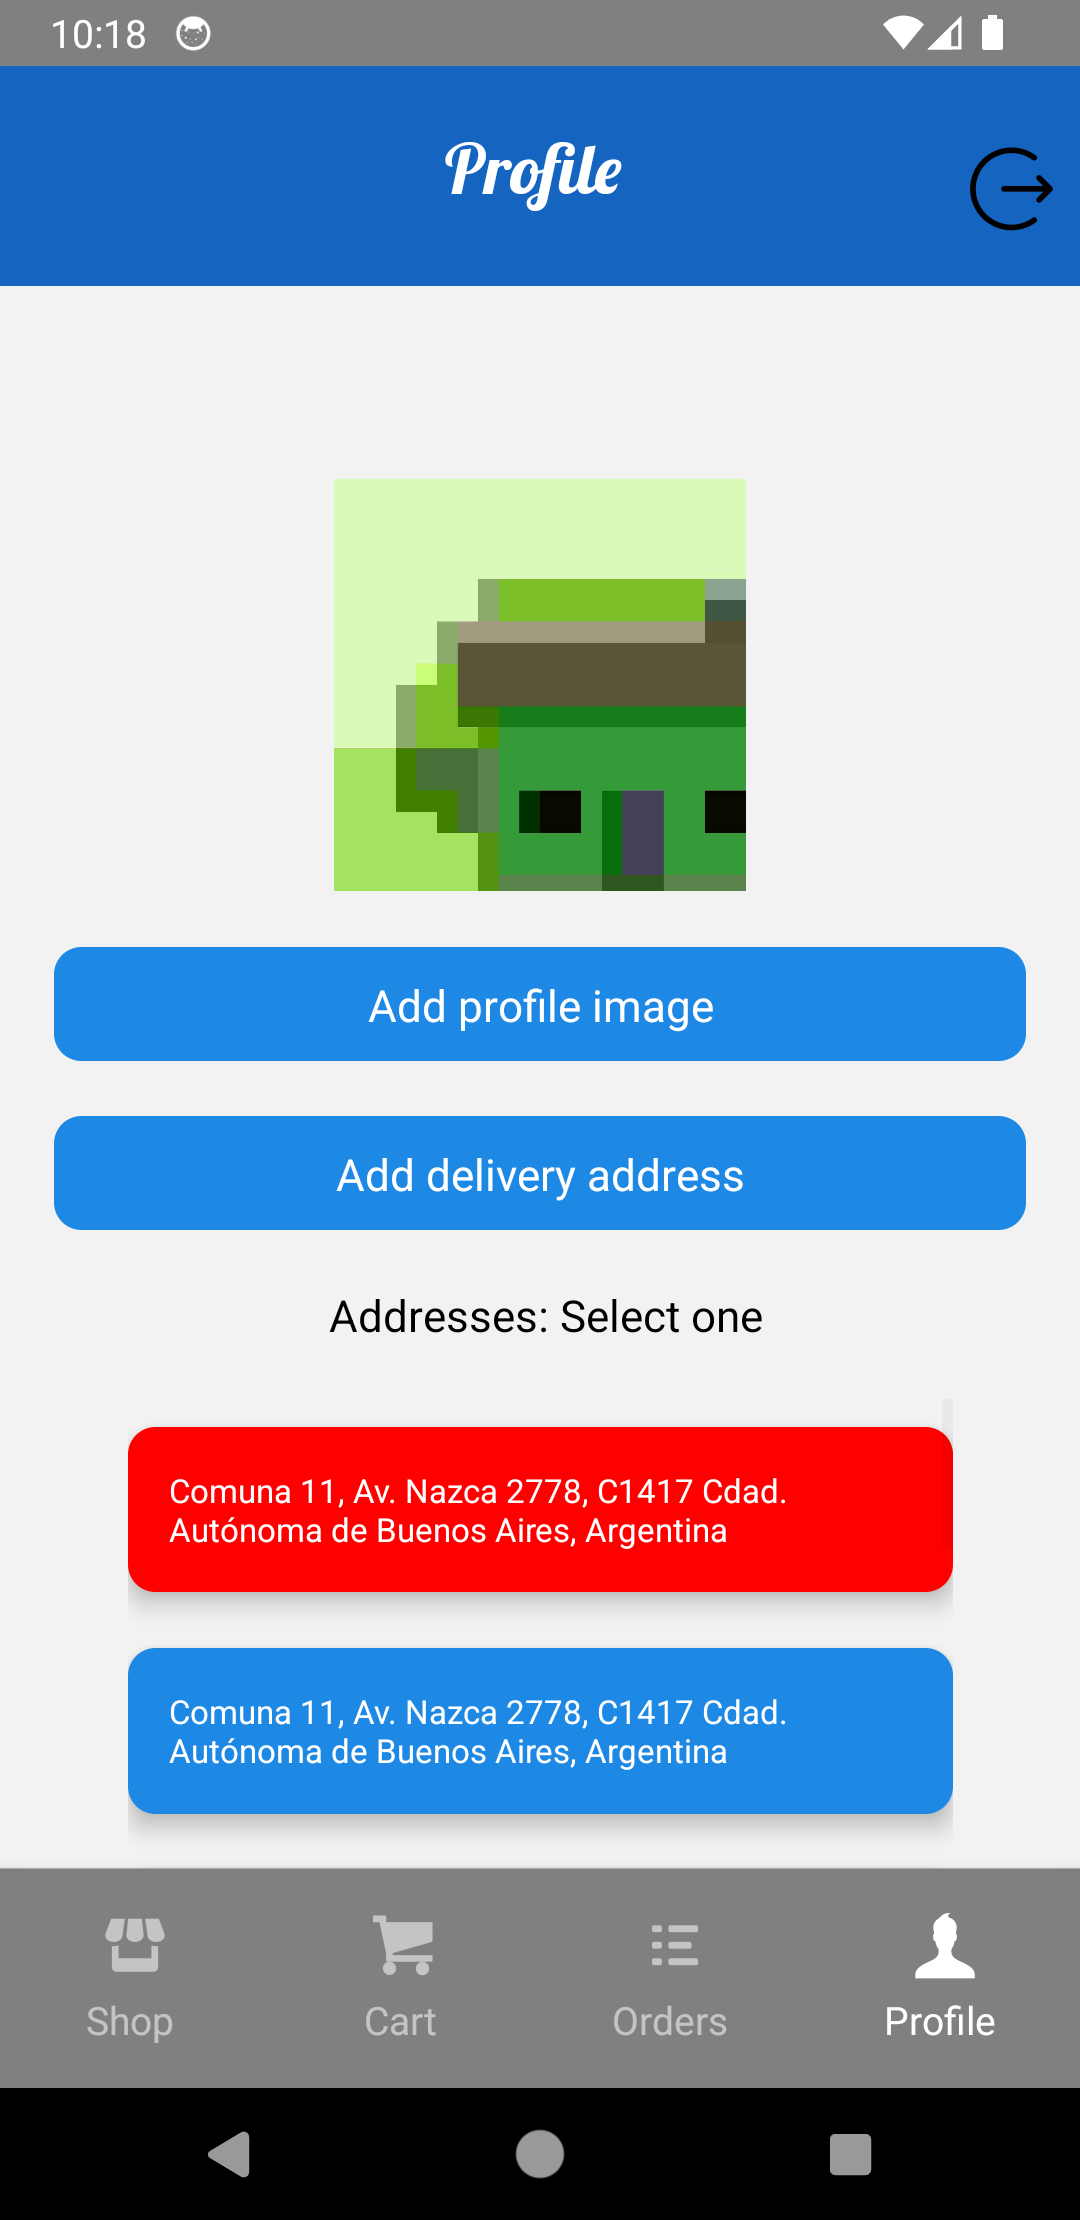 10:18
Profile
Add profile image
Add delivery address
Addresses: Select one
Comuna 11, Av. Nazca 2778, C1417 Cdad.
Autónoma de Buenos Aires, Argentina
Comuna 11, Av. Nazca 2778, C1417 Cdad.
Autónoma de Buenos Aires, Argentina
Shop
Cart
Orders
Profile